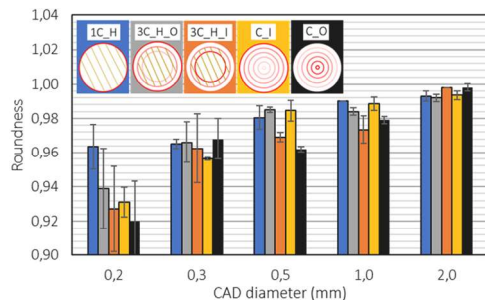 1,04
1,02
1,00
0,98
0,96
0,94
0,92
0,90
Roundness
1C_H 3C_H_O 3C_H_I C_I C_O
0,2 0,3 0,5 1,0 2,0
CAD diameter (mm)